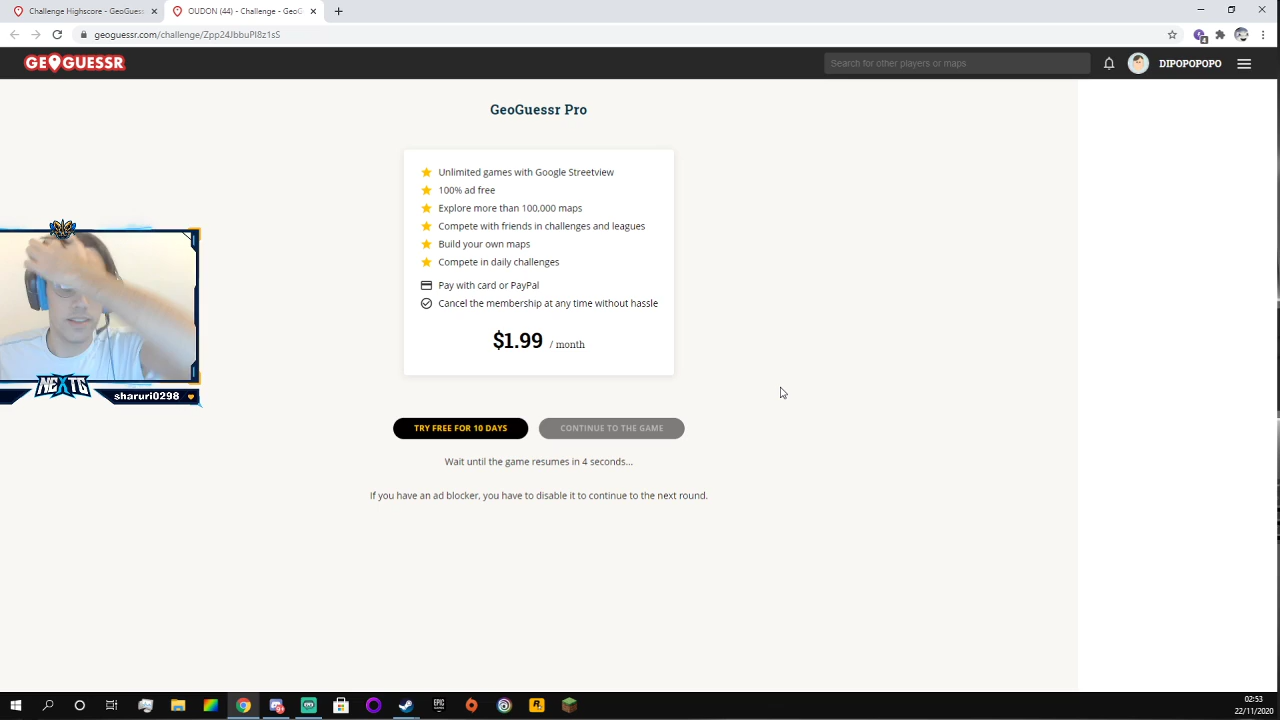 Challenge Highscore - GeoGuess
OUDON (44) - Challenge - GeoG
geoguessr.com/challenge/Zpp24JbbuPl8z1sS
GEOGUESSR
Search for other players or maps
DIPOPOPOPO
GeoGuessr Pro
Unlimited games with Google Streetview
100% ad free
Explore more than 100,000 maps
Compete with friends in challenges and leagues
Build your own maps
Compete in daily challenges
Pay with card or PayPal
Cancel the membership at any time without hassle
$1.99 / month
NEXTG
sharuri0298
TRY FREE FOR 10 DAYS
CONTINUE TO THE GAME
Wait until the game resumes in 4 seconds...
If you have an ad blocker, you have to disable it to continue to the next round.
EPIC
R
02:53
22/11/2020